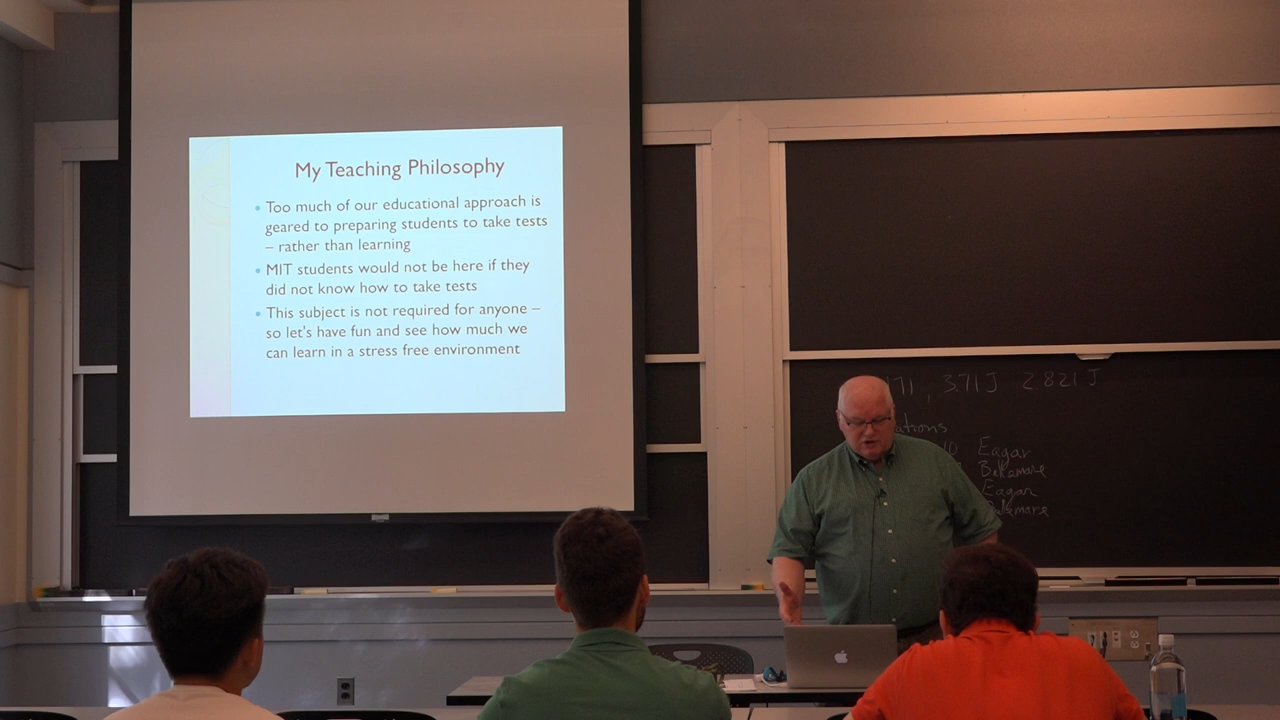 My Teaching Philosophy
• Too much of our educational approach is
geared to preparing students to take tests
– rather than learning
• MIT students would not be here if they
did not know how to take tests
• This subject is not required for anyone –
so let's have fun and see how much we
can learn in a stress free environment
171, 3.71J 2.821J
ations
10 Eagar
Eagar